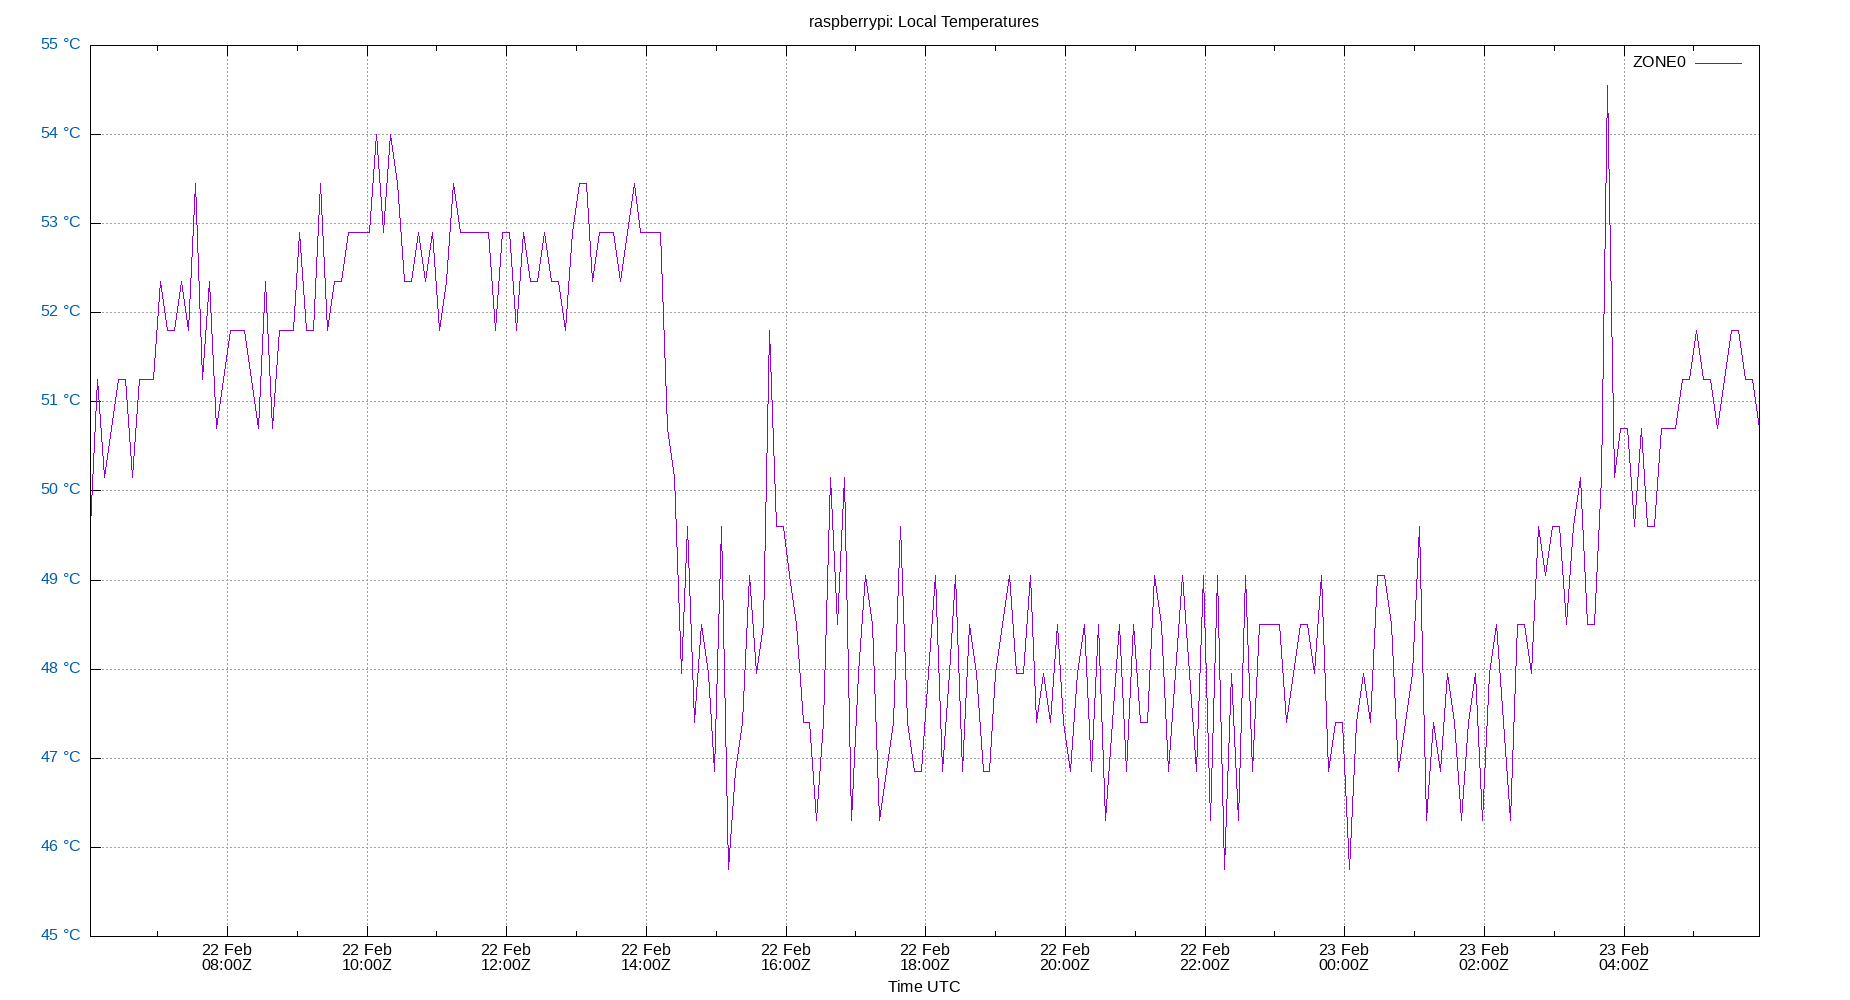 raspberrypi: Local Temperatures
ZONE0
55 °C
54 °C
53 °C
52 °C
51 °C
50 °C
49 °C
48 °C
47 °C
46 °C
45 °C
22 Feb
08:00Z
22 Feb
10:00Z
22 Feb
12:00Z
22 Feb
14:00Z
22 Feb
16:00Z
22 Feb
18:00Z
22 Feb
20:00Z
22 Feb
22:00Z
23 Feb
00:00Z
23 Feb
02:00Z
23 Feb
04:00Z
Time UTC